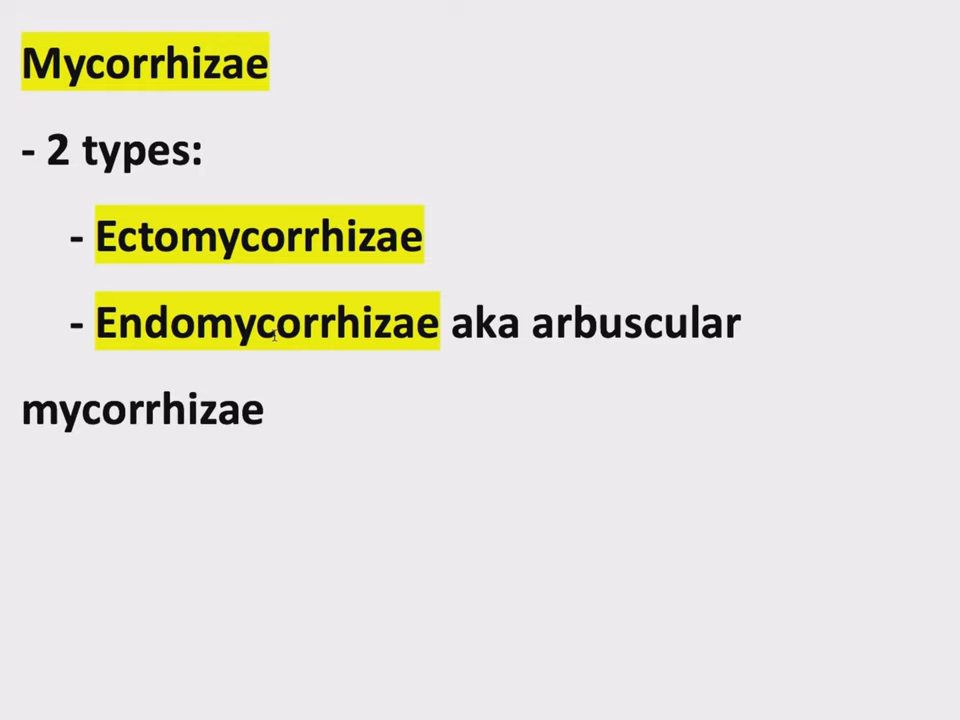 Mycorrhizae
- 2 types:
- Ectomycorrhizae
- Endomycorrhizae aka arbuscular
mycorrhizae